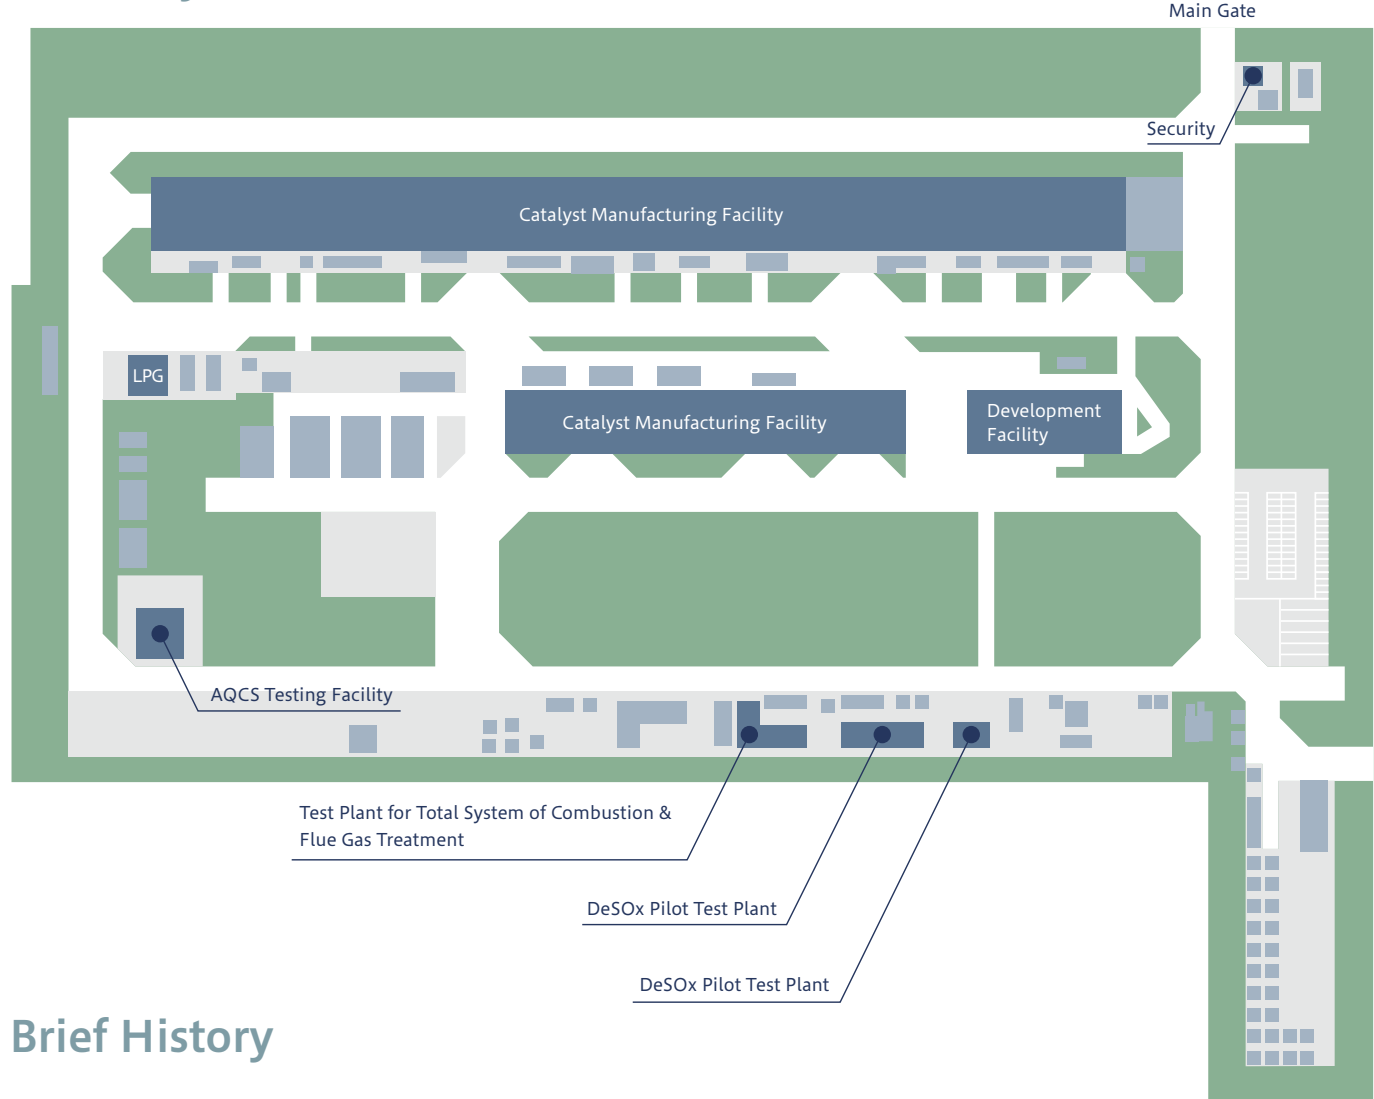 Main Gate
Security
Catalyst Manufacturing Facility
LPG
Catalyst Manufacturing Facility
Development
Facility
AQCS Testing Facility
Test Plant for Total System of Combustion &
Flue Gas Treatment
DeSOx Pilot Test Plant
DeSOx Pilot Test Plant
Brief History